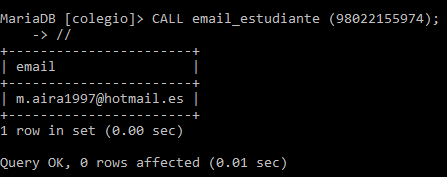 MariaDB [colegio]> CALL email_estudiante (98022155974);
    -> //
+-----------------------+
| email                 |
+-----------------------+
| m.aira1997@hotmail.es |
+-----------------------+
1 row in set (0.00 sec)

Query OK, 0 rows affected (0.01 sec)